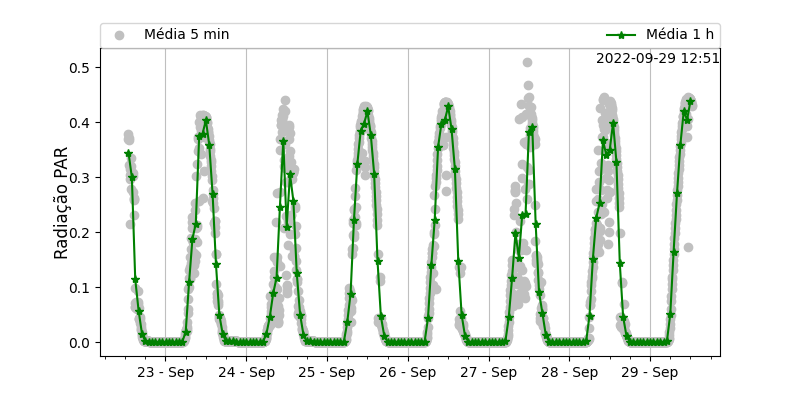 Média 5 min
Média 1 h
2022-09-29 12:51
Radiação PAR
0.5
0.4
0.3
0.2
0.1
0.0
23 - Sep
24 - Sep
25 - Sep
26 - Sep
27 - Sep
28 - Sep
29 - Sep